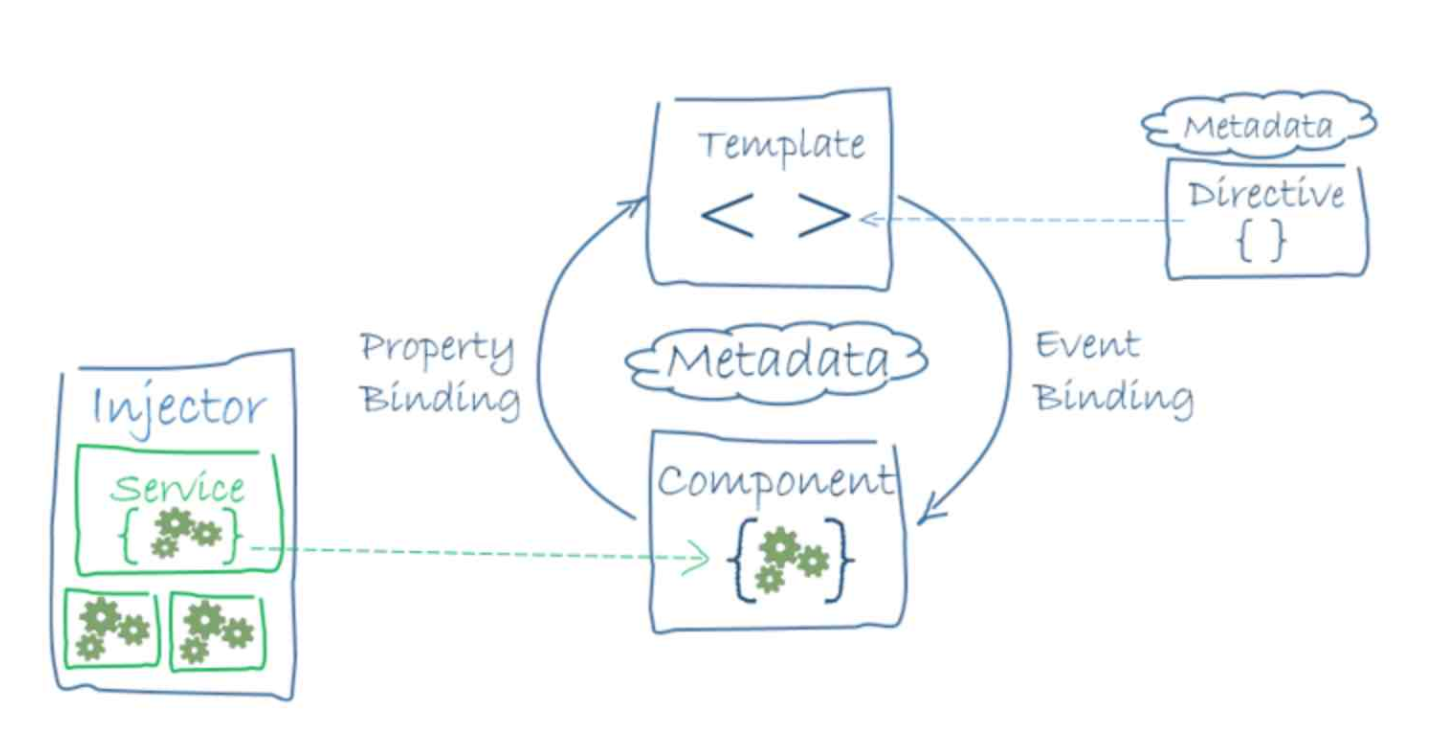 Template
< >
Metadata
Directive
{ }
Property
Binding
Metadata
Event
Binding
Injector
Service
{ }
Component
{ }